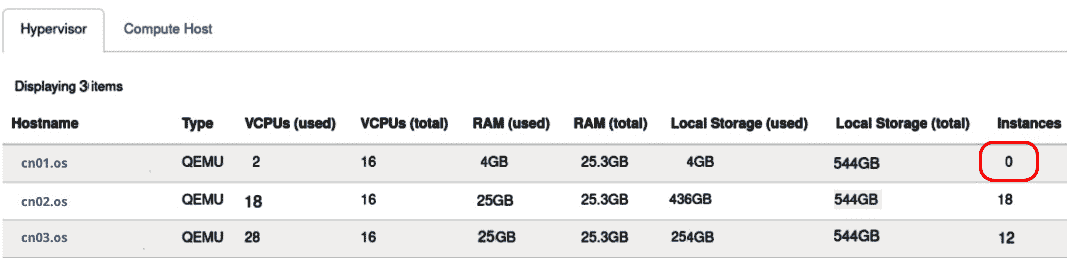 Hypervisor Compute Host
Displaying 3 items
Hostname Type VCPUs (used) VCPUs (total) RAM (used) RAM (total) Local Storage (used) Local Storage (total) Instances
cn01.os QEMU 2 16 4GB 25.3GB 4GB 544GB 0
cn02.os QEMU 18 16 25GB 25.3GB 436GB 544GB 18
cn03.os QEMU 28 16 25GB 25.3GB 254GB 544GB 12